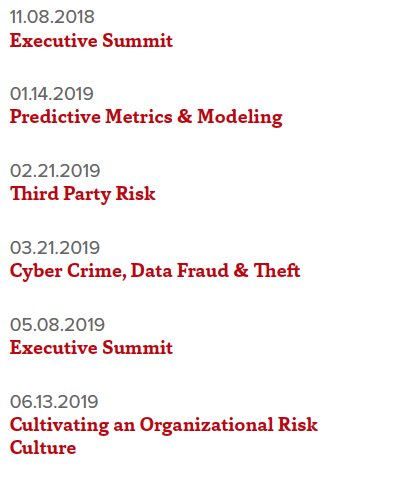 11.08.2018
Executive Summit
01.14.2019
Predictive Metrics & Modeling
02.21.2019
Third Party Risk
03.21.2019
Cyber Crime, Data Fraud & Theft
05.08.2019
Executive Summit
06.13.2019
Cultivating an Organizational Risk
Culture